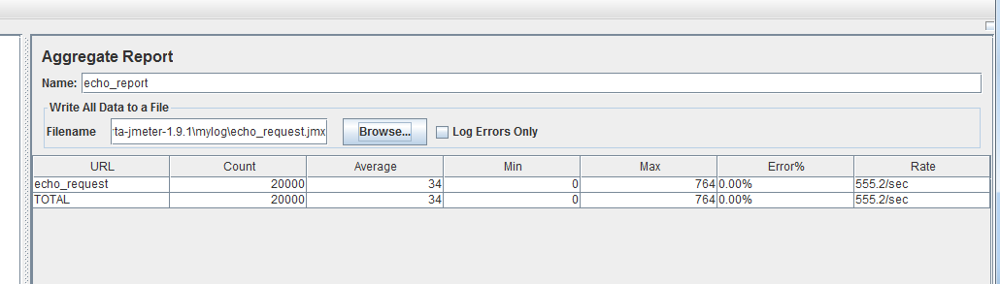 Aggregate Report
Name: echo_report
Write All Data to a File
Filename ta-jmeter-1.9.1\mylog\echo_request.jmx Browse... Log Errors Only
URL Count Average Min Max Error% Rate
echo_request 20000 34 0 764 0.00% 555.2/sec
TOTAL 20000 34 0 764 0.00% 555.2/sec